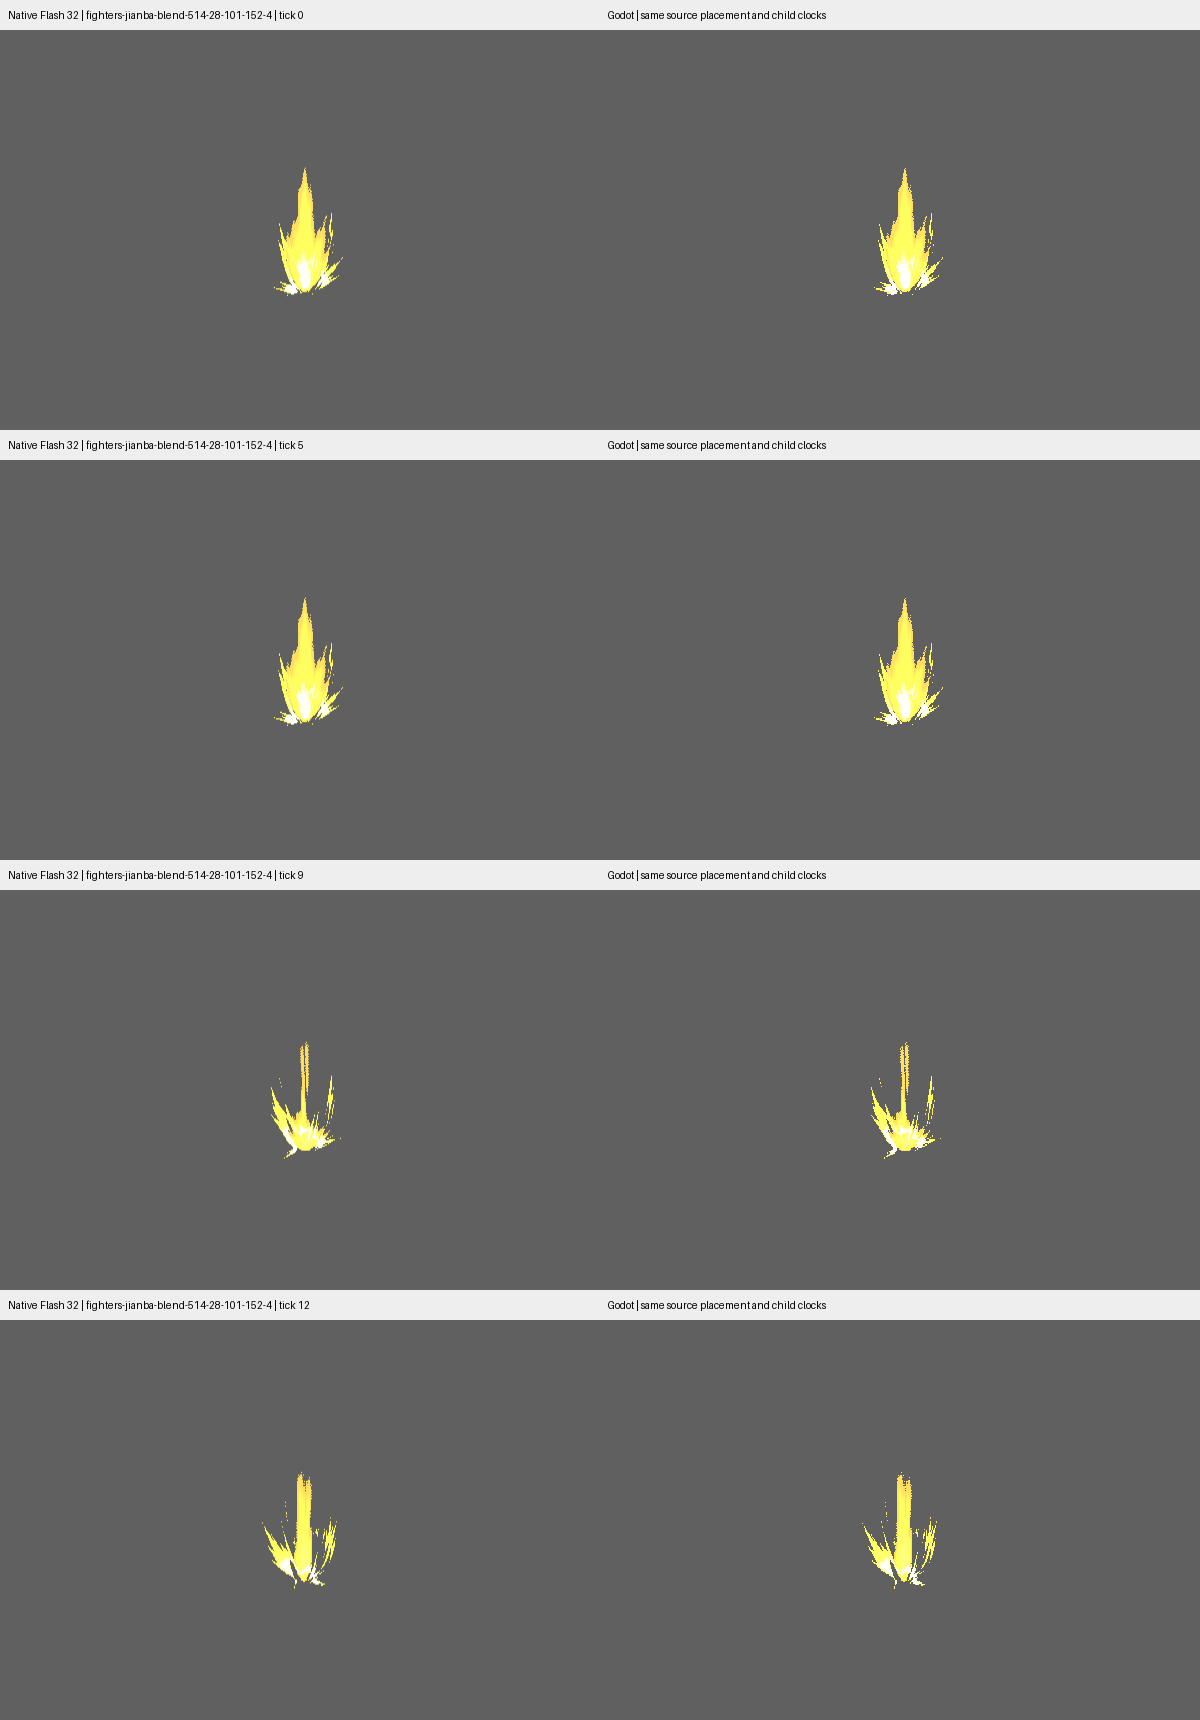 Native Flash 32 | fighters-jianba-blend-514-28-101-152-4 | tick 0
Godot | same source placement and child clocks
Native Flash 32 | fighters-jianba-blend-514-28-101-152-4 | tick 5
Godot | same source placement and child clocks
Native Flash 32 | fighters-jianba-blend-514-28-101-152-4 | tick 9
Godot | same source placement and child clocks
Native Flash 32 | fighters-jianba-blend-514-28-101-152-4 | tick 12
Godot | same source placement and child clocks